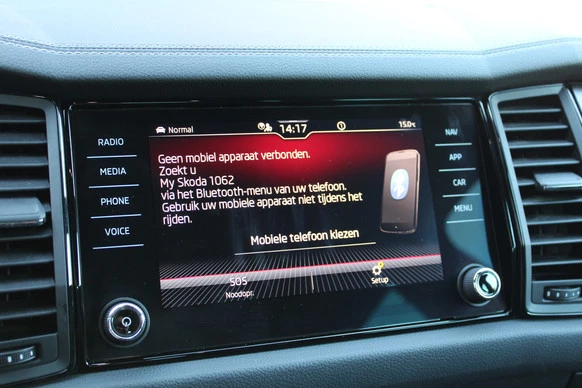 Normal 14:17 15.0°C
RADIO
MEDIA
PHONE
VOICE
Geen mobiel apparaat verbonden.
Zoekt u
My Skoda 1062
via het Bluetooth-menu van uw telefoon.
Gebruik uw mobiele apparaat niet tijdens het
rijden.
Mobiele telefoon kiezen
SOS
Noodopr.
Setup
NAV
APP
CAR
MENU